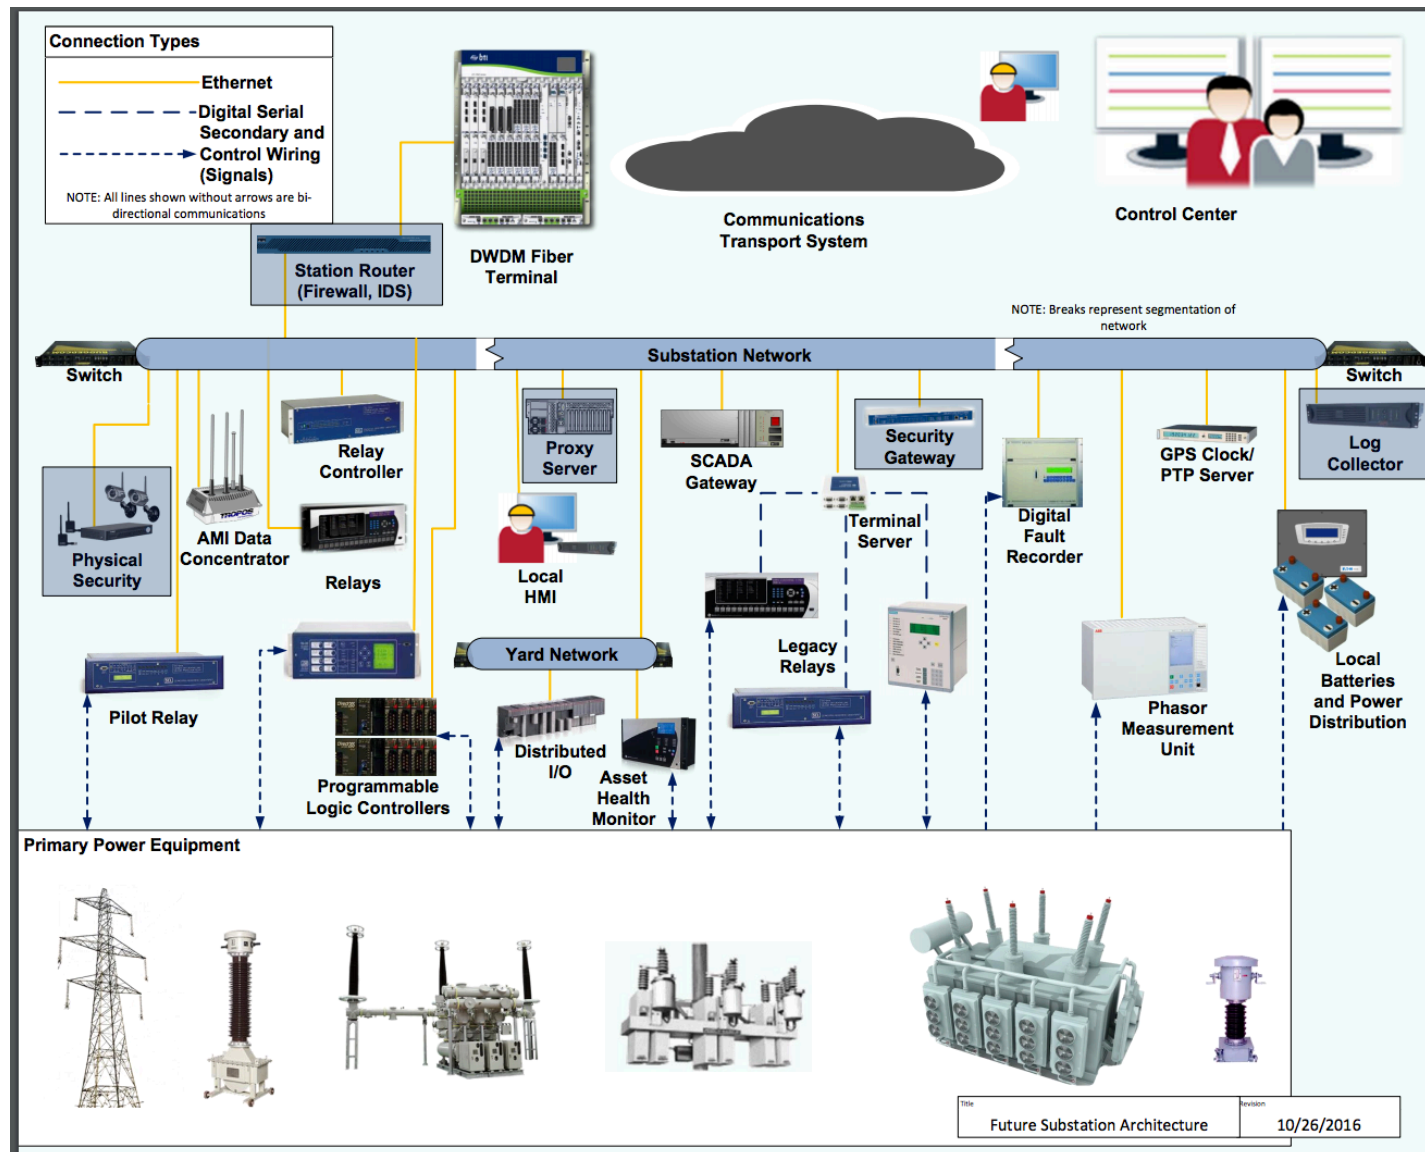 Connection Types
Ethernet
Digital Serial
Secondary and
Control Wiring
(Signals)
NOTE: All lines shown without arrows are bi-
directional communications
Station Router
(Firewall, IDS)
DWDM Fiber
Terminal
Communications
Transport System
Control Center
NOTE: Breaks represent segmentation of
network
Switch
Substation Network
Switch
Physical
Security
AMI Data
Concentrator
TROPOS
Relay
Controller
Relays
Proxy
Server
Local
HMI
SCADA
Gateway
Security
Gateway
Terminal
Server
Digital
Fault
Recorder
GPS Clock/
PTP Server
Log
Collector
Pilot Relay
Programmable
Logic Controllers
Yard Network
Distributed
I/O
Asset
Health
Monitor
Legacy
Relays
ABB
Phasor
Measurement
Unit
Local
Batteries
and Power
Distribution
Primary Power Equipment
Title
Future Substation Architecture
Revision
10/26/2016